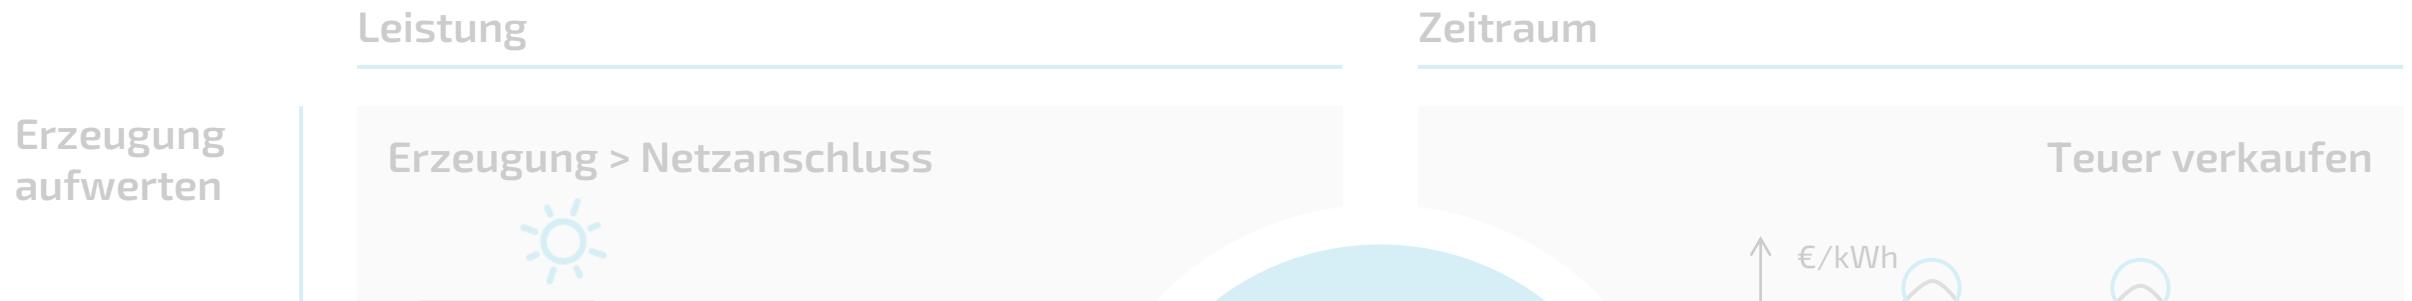 Leistung
Zeitraum
Erzeugung
aufwerten
Erzeugung > Netzanschluss
Teuer verkaufen
€/kWh